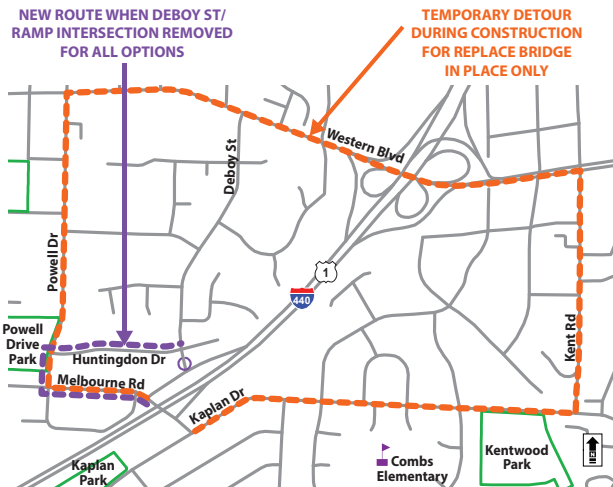 NEW ROUTE WHEN DEBOY ST/
RAMP INTERSECTION REMOVED
FOR ALL OPTIONS
TEMPORARY DETOUR
DURING CONSTRUCTION
FOR REPLACE BRIDGE
IN PLACE ONLY
Western Blvd
Deboy St
Powell Dr
1
440
Kent Rd
Powell
Drive
Park
Huntingdon Dr
Melbourne Rd
Kaplan Dr
Kaplan
Park
Combs
Elementary
Kentwood
Park